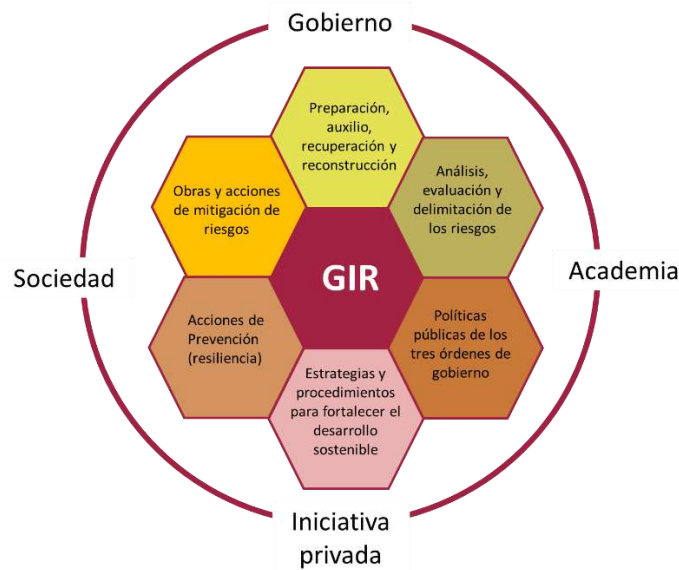 Gobierno
Preparación,
auxilio,
recuperación y
reconstrucción
Obras y acciones
de mitigación de
riesgos
Análisis,
evaluación y
delimitación de
los riesgos
Sociedad
GIR
Academia
Acciones de
Prevención
(resiliencia)
Políticas
públicas de los
tres órdenes de
gobierno
Estrategias y
procedimientos
para fortalecer el
desarrollo
sostenible
Iniciativa
privada